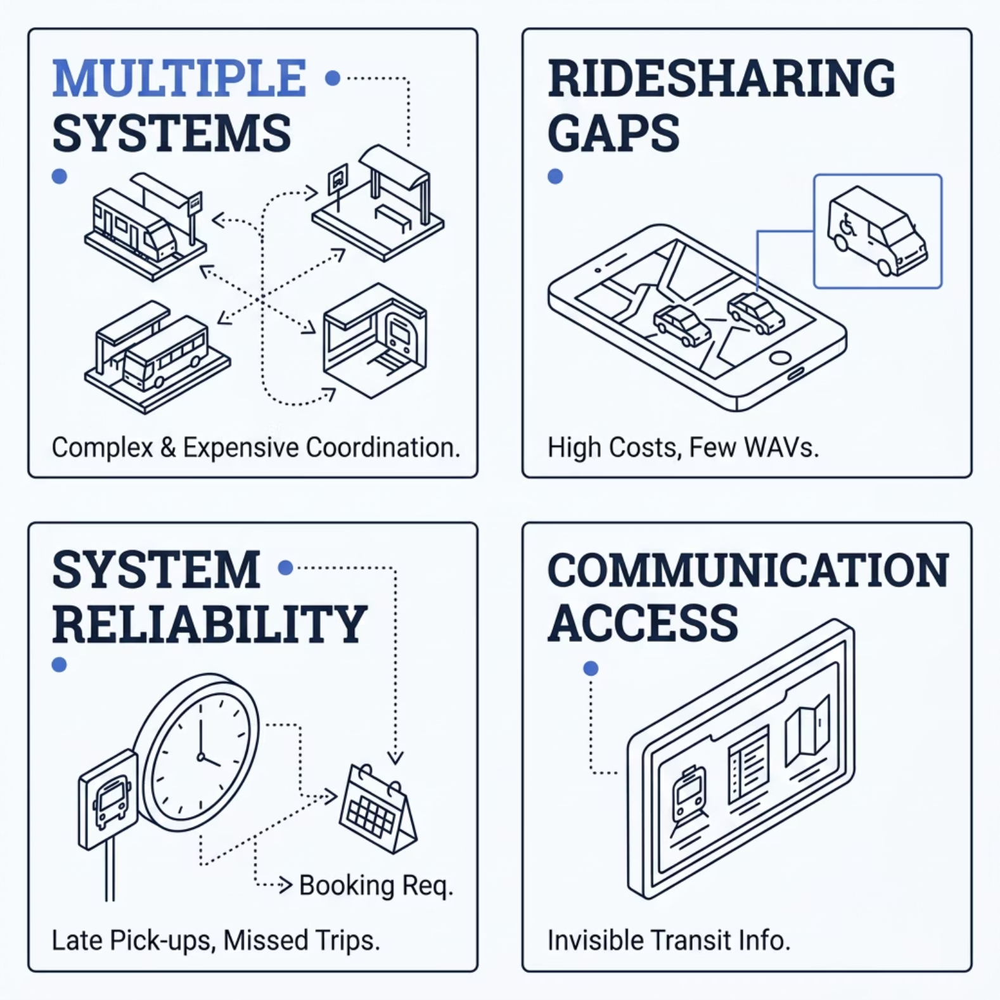 MULTIPLE
SYSTEMS
Complex & Expensive Coordination.
RIDESHARING
GAPS
High Costs, Few WAVs.
SYSTEM
RELIABILITY
Booking Req.
Late Pick-ups, Missed Trips.
COMMUNICATION
ACCESS
Invisible Transit Info.